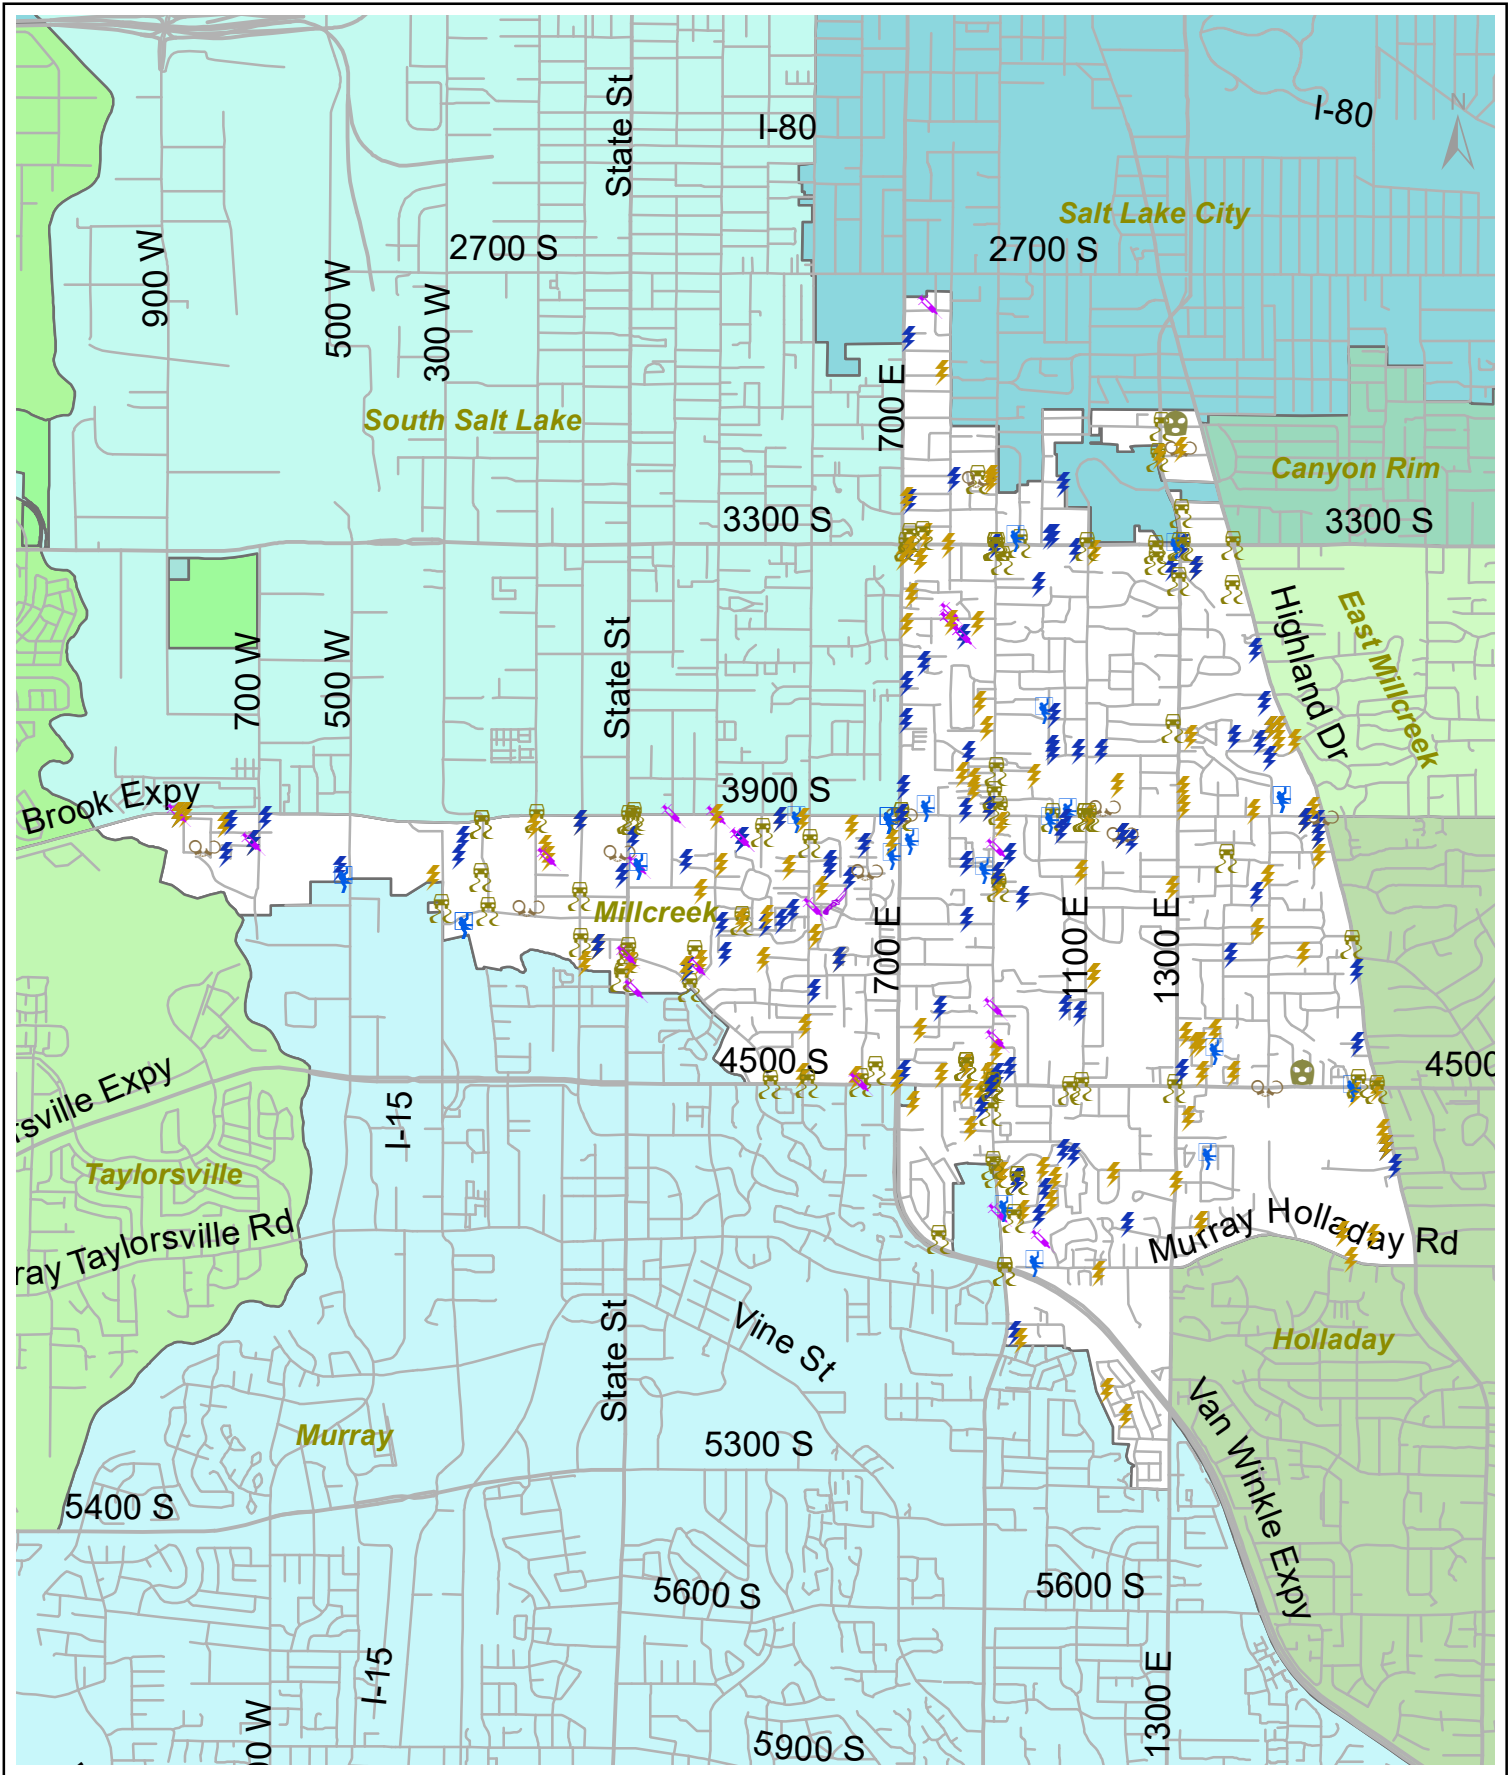 State St
I-80
I-80
N
Salt Lake City
2700 S
2700 S
900 W
500 W
300 W
700 E
South Salt Lake
Canyon Rim
3300 S
3300 S
Highland Dr
East Millcreek
700 W
500 W
State St
Brook Expy
3900 S
Millcreek
700 E
1100 E
1300 E
4500 S
4500
rsville Expy
I-15
Taylorsville
ray Taylorsville Rd
Murray Holladay Rd
State St
Vine St
Holladay
Murray
5300 S
Van Winkle Expy
5400 S
5600 S
5600 S
I-15
1300 E
00 W
5900 S